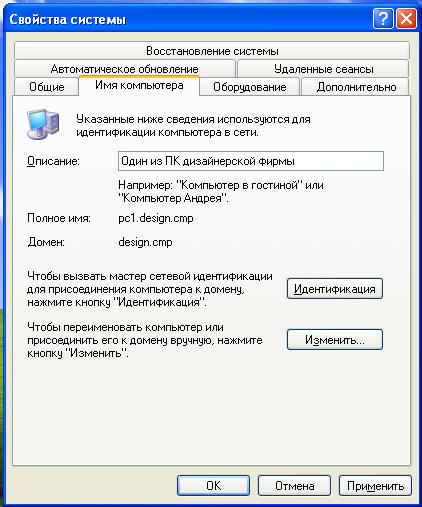 Свойства системы
Восстановление системы
Автоматическое обновление
Удаленные сеансы
Общие
Имя компьютера
Оборудование
Дополнительно
Указанные ниже сведения используются для
идентификации компьютера в сети.
Описание:
Один из ПК дизайнерской фирмы
Например: "Компьютер в гостиной" или
"Компьютер Андрея".
Полное имя:
pc1.design.cmp
Домен:
design.cmp
Чтобы вызвать мастер сетевой идентификации
для присоединения компьютера к домену,
нажмите кнопку "Идентификация".
Идентификация
Чтобы переименовать компьютер или
присоединить его к домену вручную, нажмите
кнопку "Изменить".
Изменить...
OK
Отмена
Применить